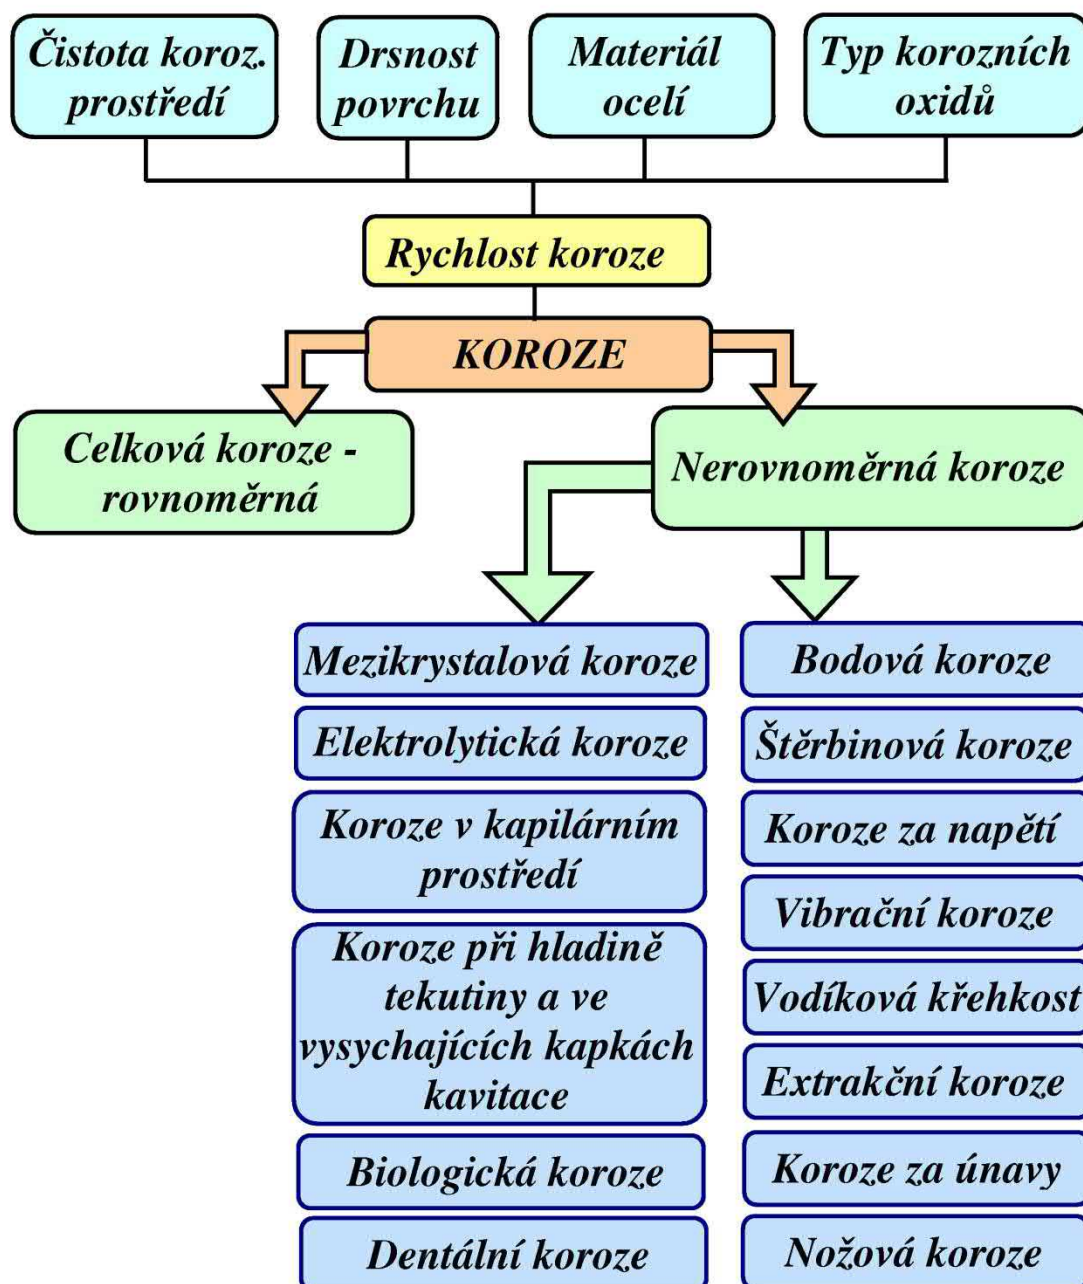 Čistota koroz.
prostředí
Drsnost
povrchu
Materiál
ocelí
Typ korozních
oxidů
Rychlost koroze
KOROZE
Celková koroze -
rovnoměrná
Nerovnoměrná koroze
Mezikrystalová koroze
Elektrolytická koroze
Koroze v kapilárním
prostředí
Koroze při hladině
tekutiny a ve
vysychajících kapkách
kavitace
Biologická koroze
Dentální koroze
Bodová koroze
Štěrbinová koroze
Koroze za napětí
Vibrační koroze
Vodíková křehkost
Extrakční koroze
Koroze za únavy
Nožová koroze